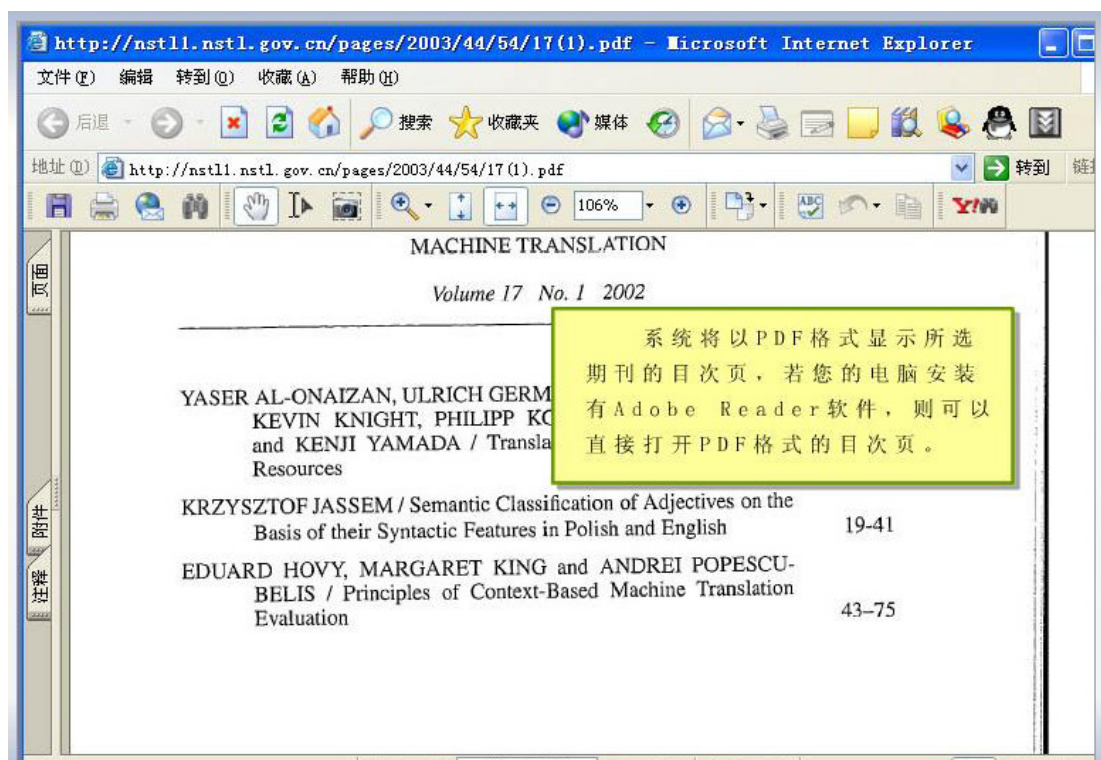 http://nstl1.nstl.gov.cn/pages/2003/44/54/17(1).pdf - Microsoft Internet Explorer
文件(F) 编辑 转到(O) 收藏(A) 帮助(H)
后退 搜索 收藏夹 媒体
地址(D) http://nstl1.nstl.gov.cn/pages/2003/44/54/17(1).pdf 转到
106% ABC Y!
页面
附件
注释
MACHINE TRANSLATION
Volume 17 No. 1 2002
系统将以PDF格式显示所选
期刊的目次页，若您的电脑安装
有Adobe Reader软件，则可以
直接打开PDF格式的目次页。
YASER AL-ONAIZAN, ULRICH GERM
KEVIN KNIGHT, PHILIPP KO
and KENJI YAMADA / Transla
Resources
KRZYSZTOF JASSEM / Semantic Classification of Adjectives on the
Basis of their Syntactic Features in Polish and English 19-41
EDUARD HOVY, MARGARET KING and ANDREI POPESCU-
BELIS / Principles of Context-Based Machine Translation
Evaluation 43–75